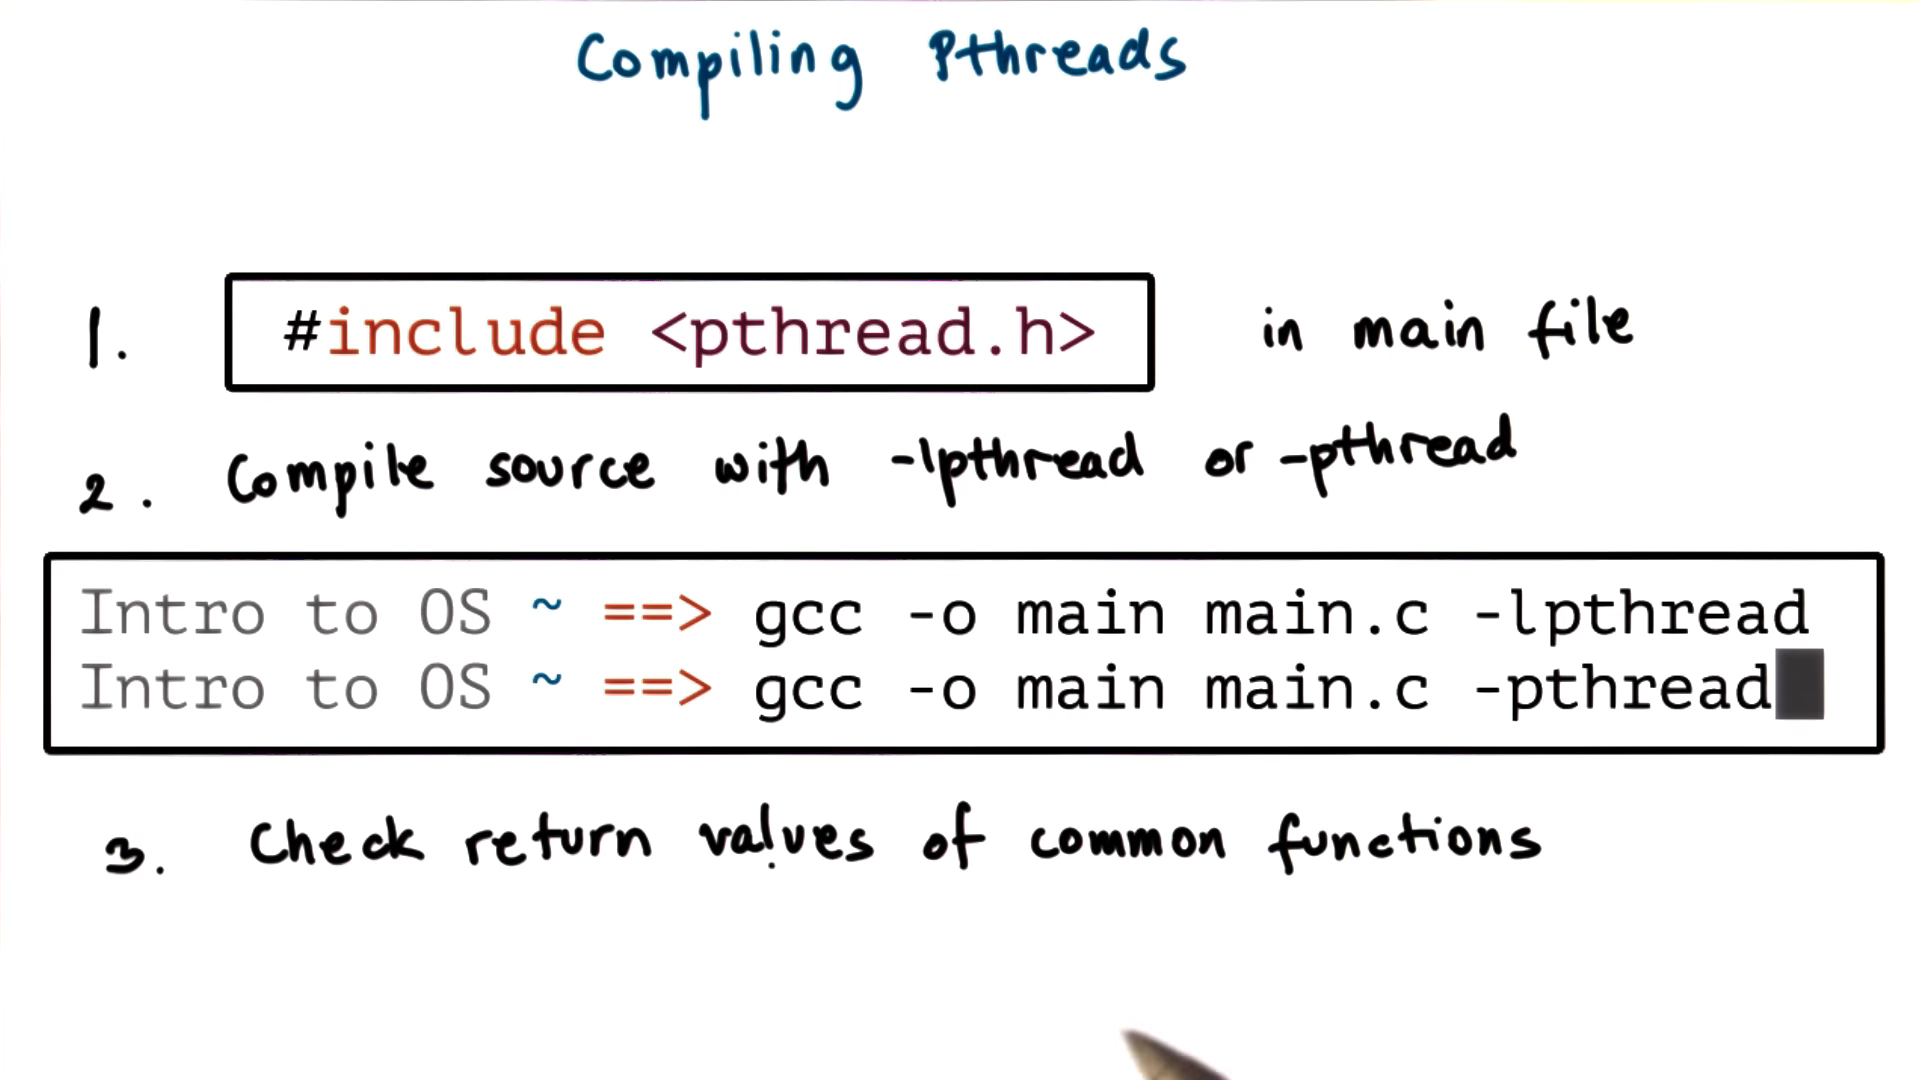 Compiling Pthreads
1. #include <pthread.h> in main file
2. Compile source with -lpthread or -pthread
Intro to OS ~ ==> gcc -o main main.c -lpthread
Intro to OS ~ ==> gcc -o main main.c -pthread
3. Check return values of common functions